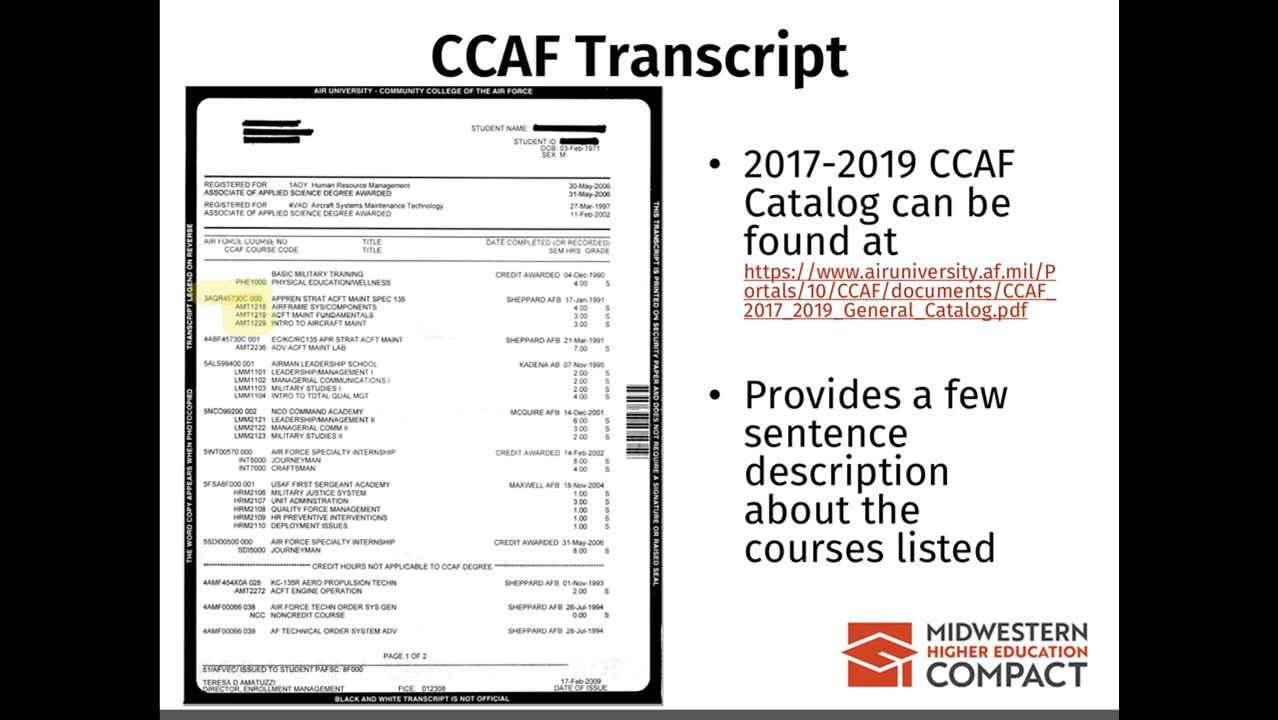 CCAF Transcript
AIR UNIVERSITY - COMMUNITY COLLEGE OF THE AIR FORCE
STUDENT NAME:
STUDENT ID:
DOB: 03-Feb-1971
SEX: M
REGISTERED FOR 1AOY Human Resource Management 30-May-2006
ASSOCIATE OF APPLIED SCIENCE DEGREE AWARDED 31-May-2006
REGISTERED FOR 4VAD Aircraft Systems Maintenance Technology 27-Mar-1997
ASSOCIATE OF APPLIED SCIENCE DEGREE AWARDED 11-Feb-2002
AIR FORCE COURSE NO TITLE DATE COMPLETED (OR RECORDED)
CCAF COURSE CODE TITLE SEM HRS GRADE
BASIC MILITARY TRAINING CREDIT AWARDED 04-Dec-1990
PHE1000 PHYSICAL EDUCATION/WELLNESS 4.00 S
3AQR45730C 000 APPREN STRAT ACFT MAINT SPEC 135 SHEPPARD AFB 17-Jan-1991
AMT1218 AIRFRAME SYS/COMPONENTS 4.00 S
AMT1219 ACFT MAINT FUNDAMENTALS 3.00 S
AMT1229 INTRO TO AIRCRAFT MAINT 3.00 S
4ABF45730C 001 EC/KC/RC135 APR STRAT ACFT MAINT SHEPPARD AFB 21-Mar-1991
AMT2236 ADV ACFT MAINT LAB 7.00 S
5ALS99400 001 AIRMAN LEADERSHIP SCHOOL KADENA AB 07-Nov-1995
LMM1101 LEADERSHIP/MANAGEMENT I 2.00 S
LMM1102 MANAGERIAL COMMUNICATIONS I 2.00 S
LMM1103 MILITARY STUDIES I 2.00 S
LMM1104 INTRO TO TOTAL QUAL MGT 4.00 S
5NCO99200 002 NCO COMMAND ACADEMY MCGUIRE AFB 14-Dec-2001
LMM2121 LEADERSHIP/MANAGEMENT II 6.00 S
LMM2122 MANAGERIAL COMM II 3.00 S
LMM2123 MILITARY STUDIES II 2.00 S
5INT00570 000 AIR FORCE SPECIALTY INTERNSHIP CREDIT AWARDED 14-Feb-2002
INT5000 JOURNEYMAN 8.00 S
INT7000 CRAFTSMAN 4.00 S
5FSA8F000 001 USAF FIRST SERGEANT ACADEMY MAXWELL AFB 18-Nov-2004
HRM2106 MILITARY JUSTICE SYSTEM 1.00 S
HRM2107 UNIT ADMINSTRATION 3.00 S
HRM2108 QUALITY FORCE MANAGEMENT 1.00 S
HRM2109 HR PREVENTIVE INTERVENTIONS 1.00 S
HRM2110 DEPLOYMENT ISSUES 1.00 S
5SDI00500 000 AIR FORCE SPECIALTY INTERNSHIP CREDIT AWARDED 31-May-2006
SDI5000 JOURNEYMAN 8.00 S
CREDIT HOURS NOT APPLICABLE TO CCAF DEGREE
4AMF454X0A 028 KC-135R AERO PROPULSION TECHN SHEPPARD AFB 01-Nov-1993
AMT2272 ACFT ENGINE OPERATION 2.00 S
4AMF00066 038 AIR FORCE TECHN ORDER SYS GEN SHEPPARD AFB 26-Jul-1994
NCC NONCREDIT COURSE 0.00 S
4AMF00066 039 AF TECHNICAL ORDER SYSTEM ADV SHEPPARD AFB 28-Jul-1994
PAGE 1 OF 2
51/AFVEC/ ISSUED TO STUDENT PAFSC: 8F000
TERESA D AMATUZZI 17-Feb-2009
DIRECTOR, ENROLLMENT MANAGEMENT FICE: 012308 DATE OF ISSUE
BLACK AND WHITE TRANSCRIPT IS NOT OFFICIAL
THE WORD COPY APPEARS WHEN PHOTOCOPIED
TRANSCRIPT LEGEND ON REVERSE
THIS TRANSCRIPT IS PRINTED ON SECURITY PAPER AND DOES NOT REQUIRE A SIGNATURE OR RAISED SEAL
• 2017-2019 CCAF
Catalog can be
found at
https://www.airuniversity.af.mil/P
ortals/10/CCAF/documents/CCAF_
2017_2019_General_Catalog.pdf
• Provides a few
sentence
description
about the
courses listed
MIDWESTERN
HIGHER EDUCATION
COMPACT